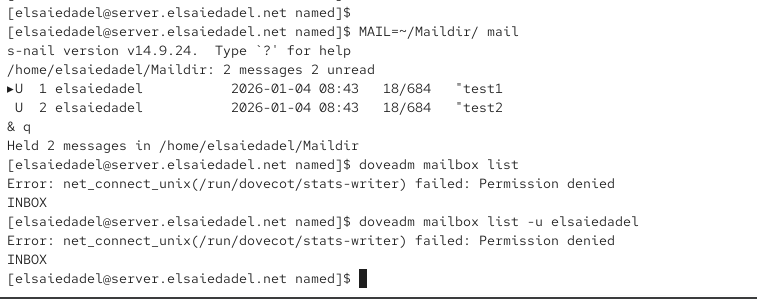 [elsaiedadel@server.elsaiedadel.net named]$
[elsaiedadel@server.elsaiedadel.net named]$ MAIL=~/Maildir/ mail
s-nail version v14.9.24.  Type `?' for help
/home/elsaiedadel/Maildir: 2 messages 2 unread
▸U  1 elsaiedadel           2026-01-04 08:43   18/684   "test1
 U  2 elsaiedadel           2026-01-04 08:43   18/684   "test2
& q
Held 2 messages in /home/elsaiedadel/Maildir
[elsaiedadel@server.elsaiedadel.net named]$ doveadm mailbox list
Error: net_connect_unix(/run/dovecot/stats-writer) failed: Permission denied
INBOX
[elsaiedadel@server.elsaiedadel.net named]$ doveadm mailbox list -u elsaiedadel
Error: net_connect_unix(/run/dovecot/stats-writer) failed: Permission denied
INBOX
[elsaiedadel@server.elsaiedadel.net named]$